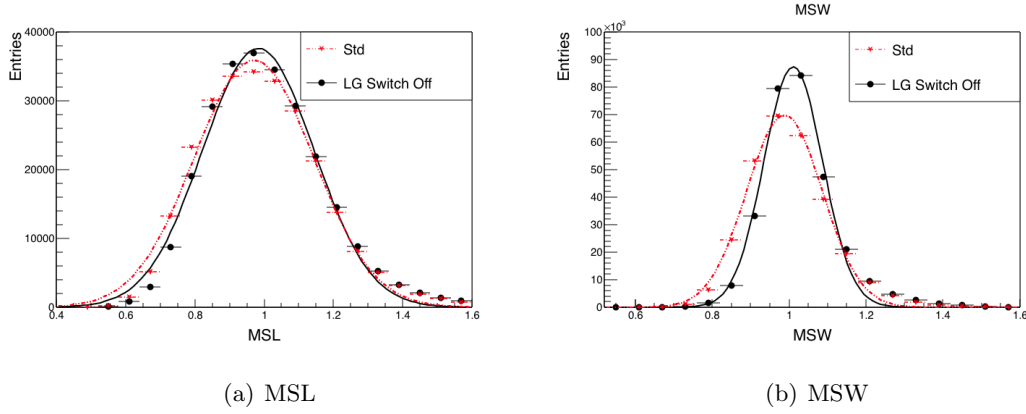 MSW
Entries
40000
30000
20000
10000
0
0.4
0.6
0.8
1
1.2
1.4
1.6
MSL
Std
LG Switch Off
Entries
100
×10³
90
80
70
60
50
40
30
20
10
0
0.6
0.8
1
1.2
1.4
1.6
MSW
Std
LG Switch Off
(a) MSL
(b) MSW